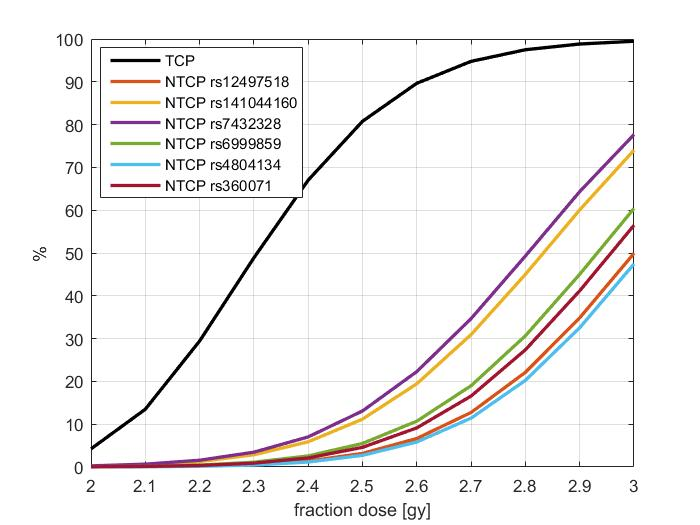 100
90
80
70
60
50
40
30
20
10
0
%
TCP
NTCP rs12497518
NTCP rs141044160
NTCP rs7432328
NTCP rs6999859
NTCP rs4804134
NTCP rs360071
2 2.1 2.2 2.3 2.4 2.5 2.6 2.7 2.8 2.9 3
fraction dose [gy]